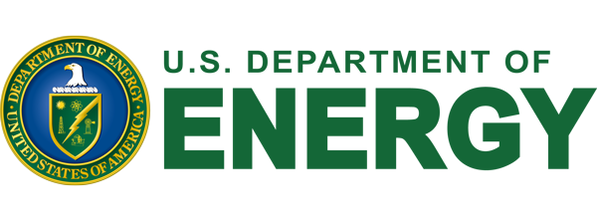 ·DEPARTMENT OF ENERGY·
UNITED STATES OF AMERICA
U.S. DEPARTMENT OF
ENERGY